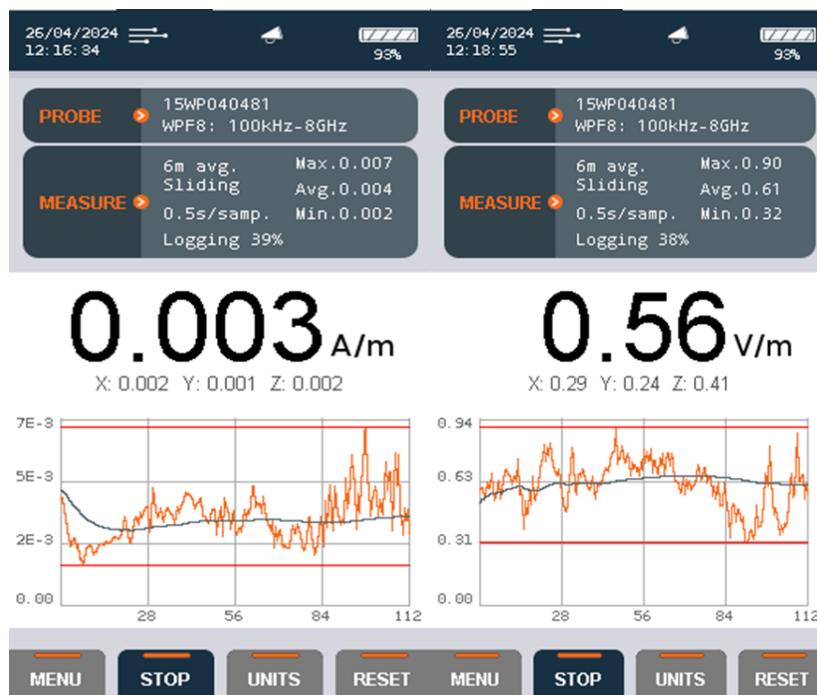 26/04/2024
12:16:34
93%
PROBE
15WP040481
WPF8: 100kHz-8GHz
MEASURE
6m avg.
Sliding
0.5s/samp.
Logging 39%
Max.0.007
Avg.0.004
Min.0.002
0.003 A/m
X: 0.002 Y: 0.001 Z: 0.002
7E-3
5E-3
2E-3
0.00
28 56 84 112
MENU STOP UNITS RESET
26/04/2024
12:18:55
93%
PROBE
15WP040481
WPF8: 100kHz-8GHz
MEASURE
6m avg.
Sliding
0.5s/samp.
Logging 38%
Max.0.90
Avg.0.61
Min.0.32
0.56 V/m
X: 0.29 Y: 0.24 Z: 0.41
0.94
0.63
0.31
0.00
28 56 84 112
MENU STOP UNITS RESET